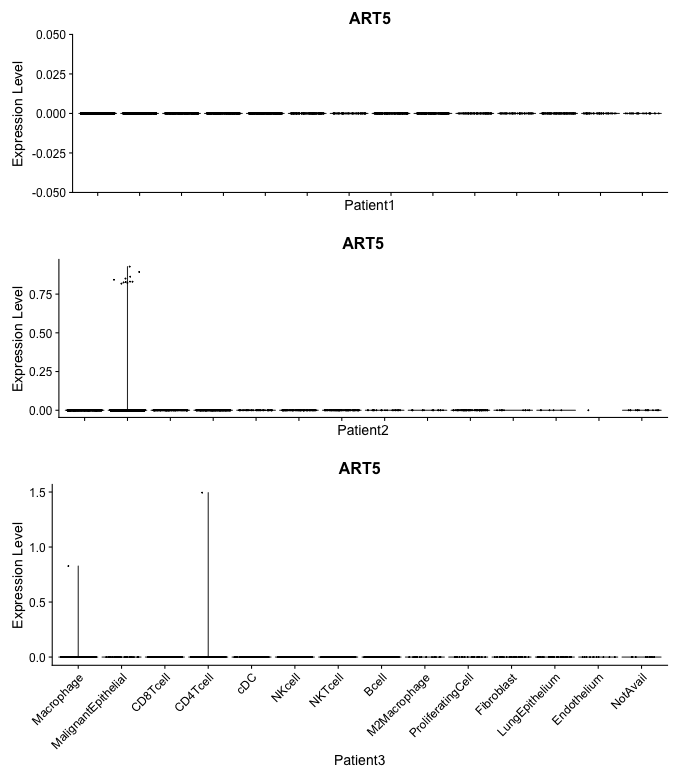 ART5
Expression Level
0.050
0.025
0.000
-0.025
-0.050
Patient1
ART5
Expression Level
0.75
0.50
0.25
0.00
Patient2
ART5
Expression Level
1.5
1.0
0.5
0.0
Macrophage
MalignantEpithelial
CD8Tcell
CD4Tcell
cDC
NKcell
NKTcell
Bcell
M2Macrophage
ProliferatingCell
Fibroblast
LungEpithelium
Endothelium
NotAvail
Patient3